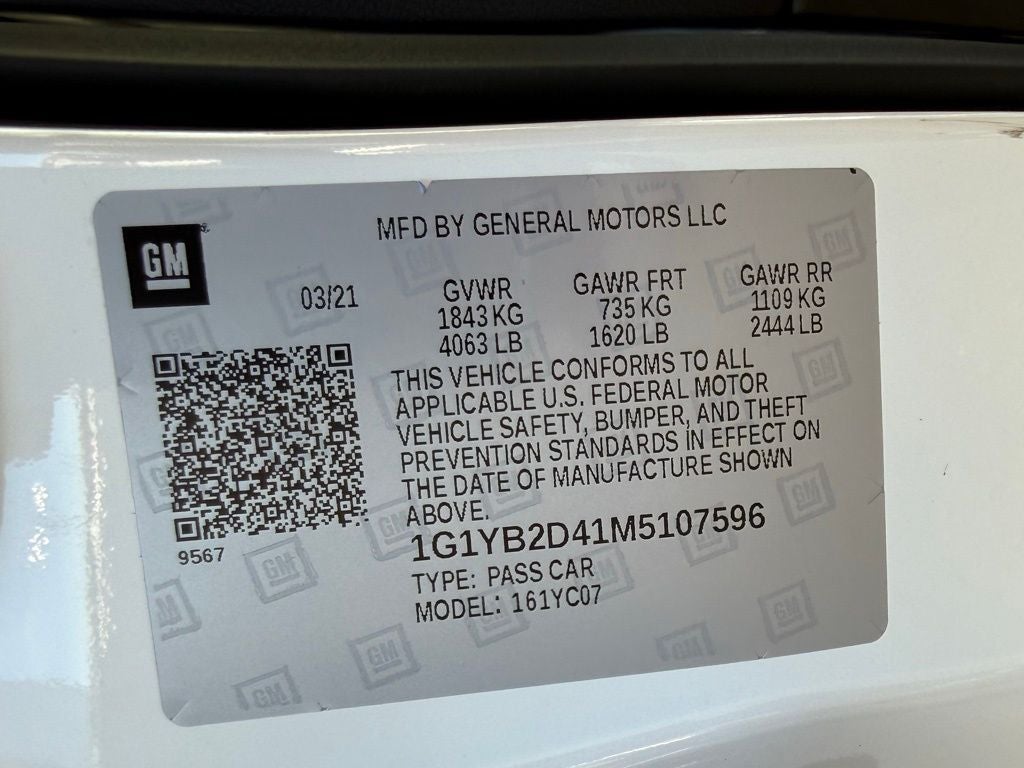 MFD BY GENERAL MOTORS LLC
GM
03/21
GVWR
1843 KG
4063 LB
GAWR FRT
735 KG
1620 LB
GAWR RR
1109 KG
2444 LB
THIS VEHICLE CONFORMS TO ALL
APPLICABLE U.S. FEDERAL MOTOR
VEHICLE SAFETY, BUMPER, AND THEFT
PREVENTION STANDARDS IN EFFECT ON
THE DATE OF MANUFACTURE SHOWN
ABOVE.
9567
1G1YB2D41M5107596
TYPE: PASS CAR
MODEL: 161YC07